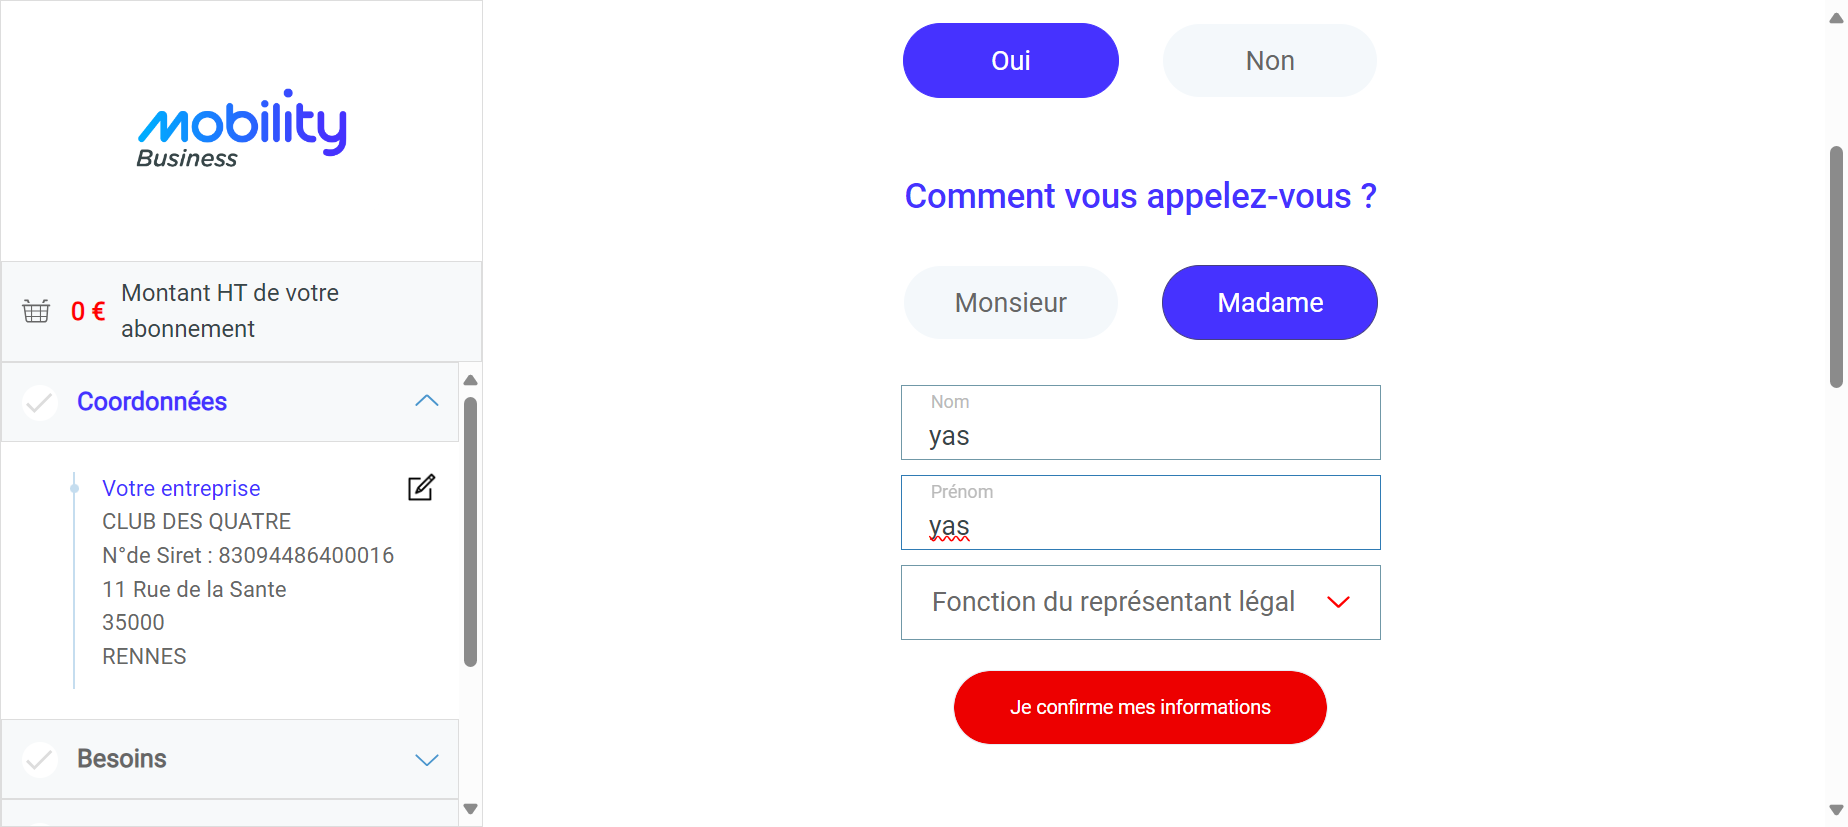 mobility
Business
0 €
Montant HT de votre
abonnement
Coordonnées
Votre entreprise
CLUB DES QUATRE
N°de Siret : 83094486400016
11 Rue de la Sante
35000
RENNES
Besoins
Oui
Non
Comment vous appelez-vous ?
Monsieur
Madame
Nom
yas
Prénom
yas
Fonction du représentant légal
Je confirme mes informations